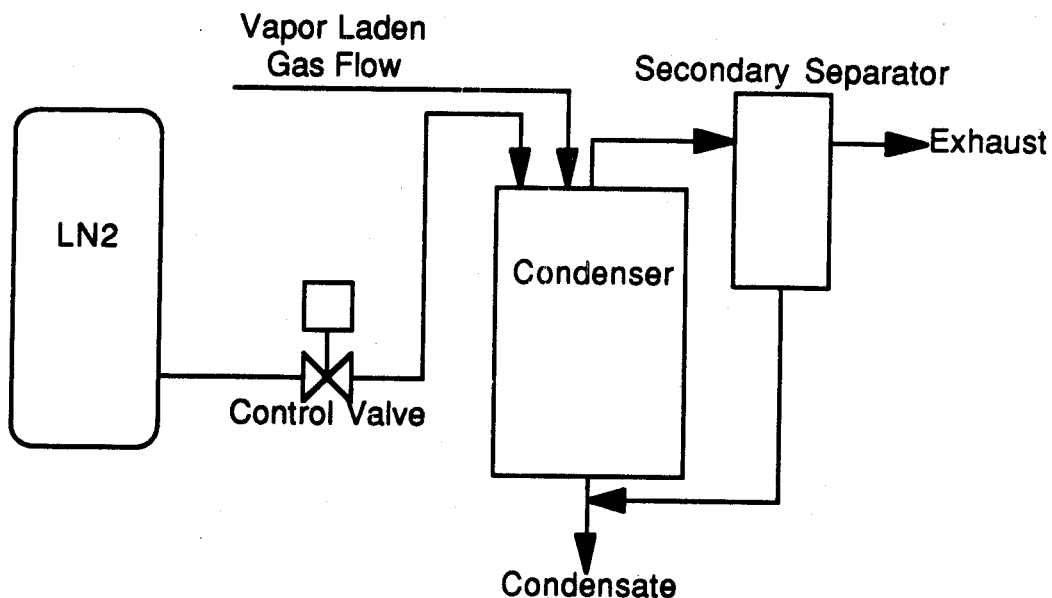 Vapor Laden
Gas Flow
Secondary Separator
Exhaust
LN2
Condenser
Control Valve
Condensate